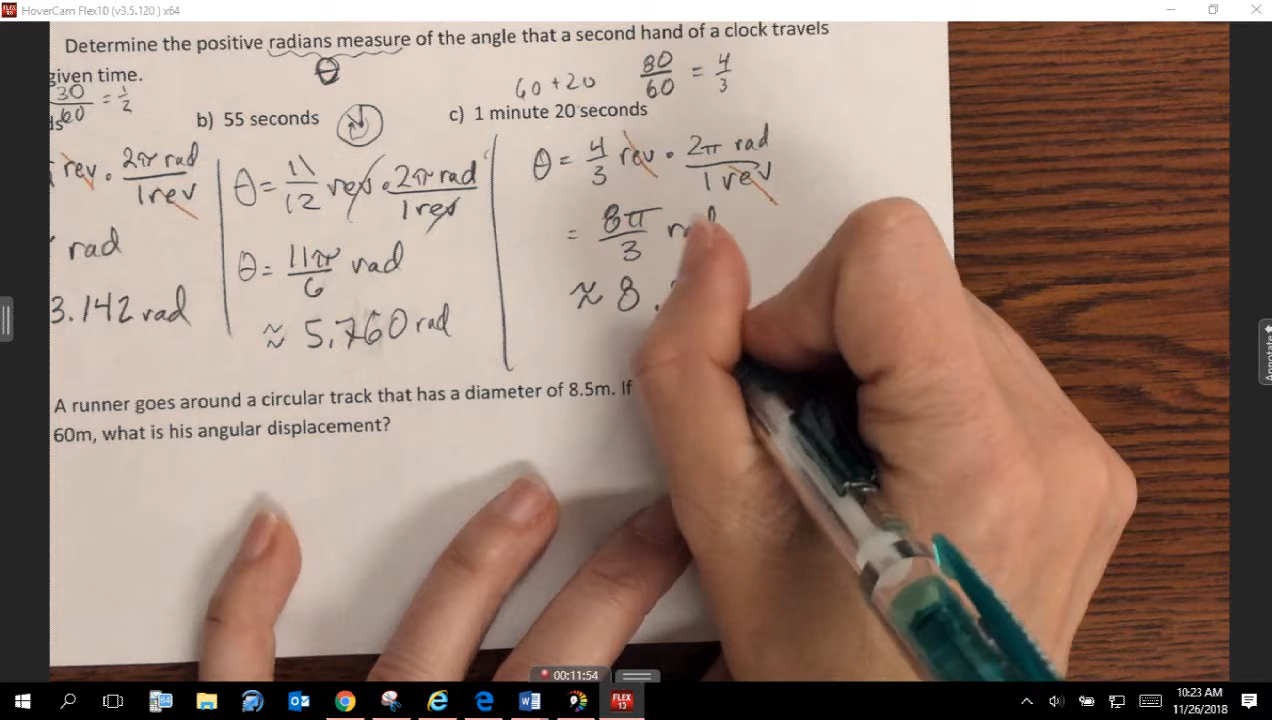 HoverCam Flex10 (v3.5.120 ) x64
Determine the positive radians measure of the angle that a second hand of a clock travels
given time.
θ
30/60 = 1/2
b) 55 seconds
60 + 20
80/60 = 4/3
c) 1 minute 20 seconds
rev · 2π rad / 1 rev
rad
3.142 rad
θ = 11/12 rev · 2π rad / 1 rev
θ = 11π/6 rad
≈ 5.760 rad
θ = 4/3 rev · 2π rad / 1 rev
= 8π/3
≈ 8.
A runner goes around a circular track that has a diameter of 8.5m. If
60m, what is his angular displacement?
Annotate
00:11:54
FLEX
13
10:23 AM
11/26/2018